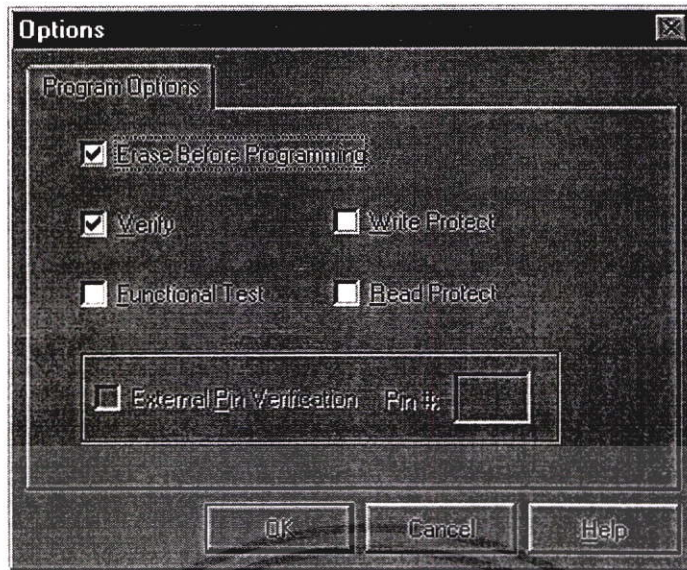 Options
Program Options
Erase Before Programming
Verify Write Protect
Functional Test Read Protect
External Pin Verification Pin #:
OK Cancel Help